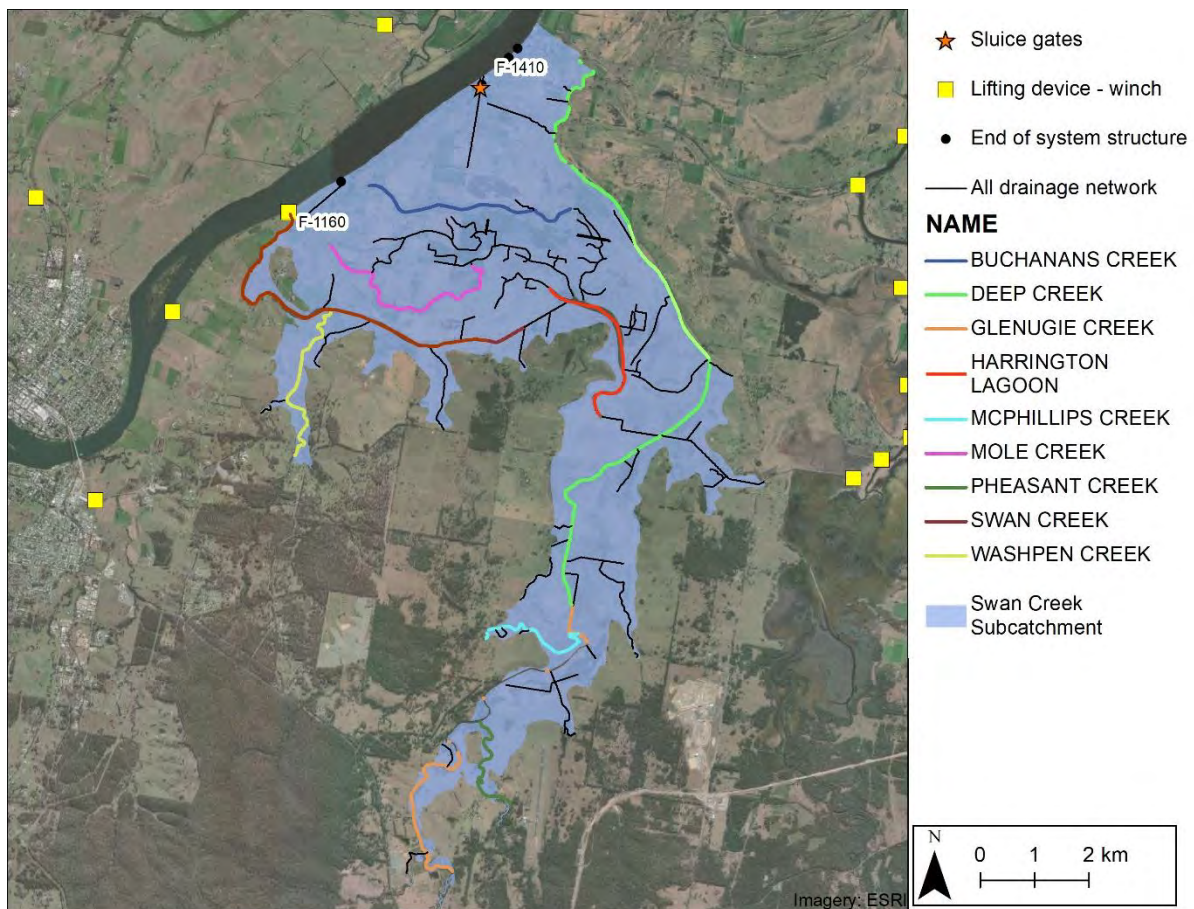 F-1410
F-1160
Imagery: ESRI
Sluice gates
Lifting device - winch
End of system structure
All drainage network
NAME
BUCHANANS CREEK
DEEP CREEK
GLENUGIE CREEK
HARRINGTON
LAGOON
MCPHILLIPS CREEK
MOLE CREEK
PHEASANT CREEK
SWAN CREEK
WASHPEN CREEK
Swan Creek
Subcatchment
N
0 1 2 km